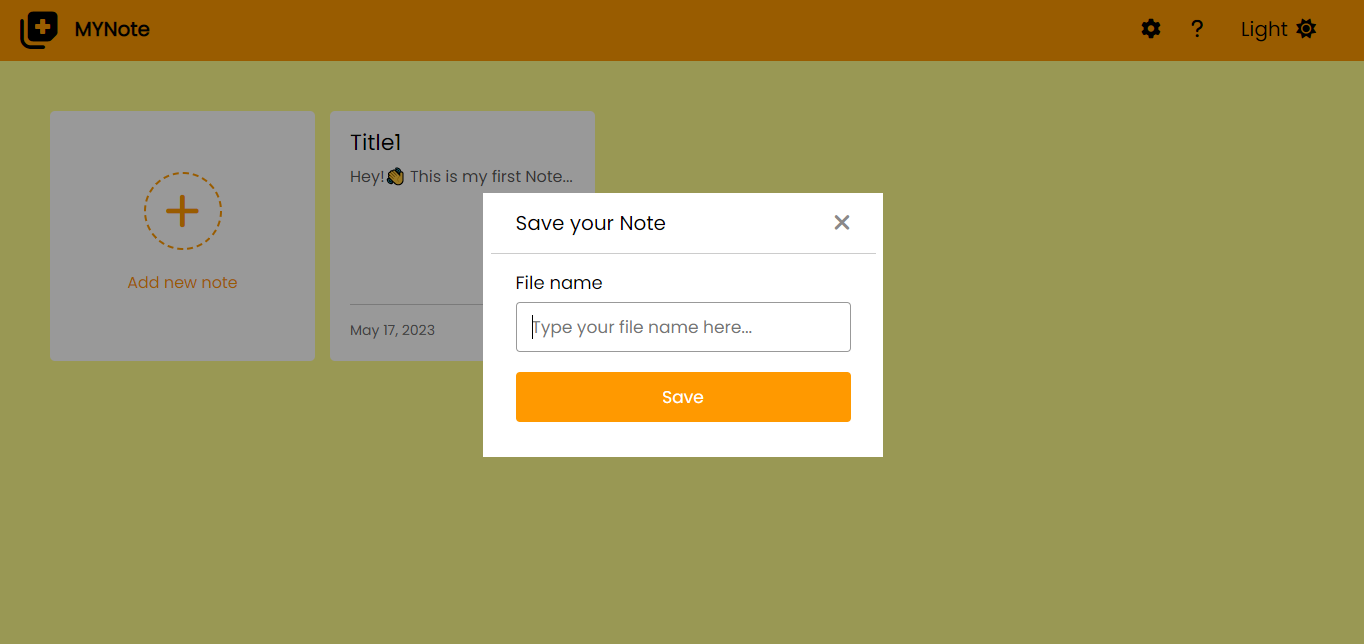 MYNote
? Light
Title1
Hey!👋 This is my first Note...
Add new note
May 17, 2023
Save your Note
File name
Type your file name here...
Save